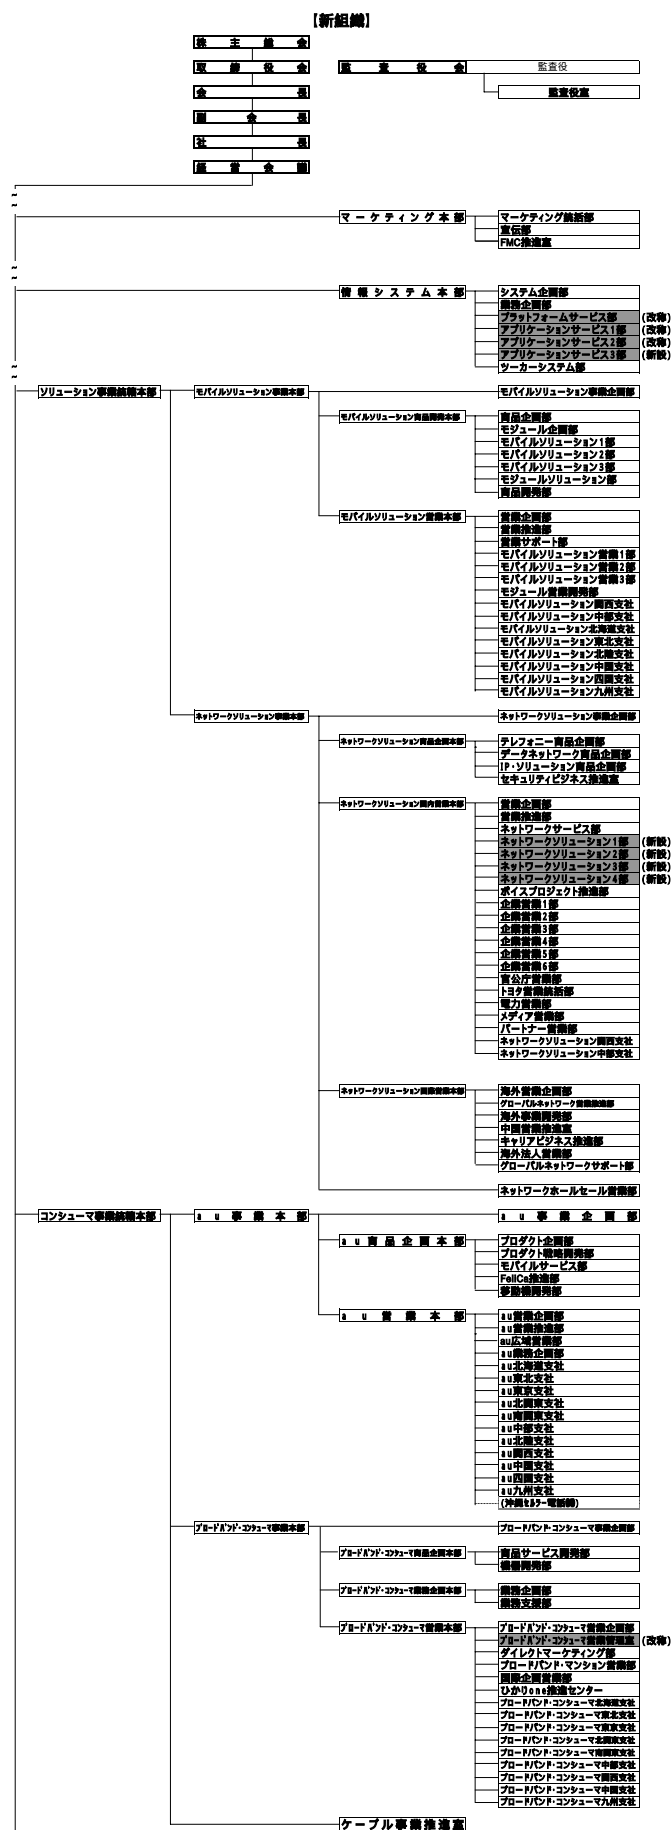 【新組織】
株主総会
取締役会
監査役会
監査役
会長
監査役室
副会長
社長
経営会議
マーケティング本部
マーケティング統括部
宣伝部
FMC推進室
情報システム本部
システム企画部
業務企画部
プラットフォームサービス部 (改称)
アプリケーションサービス1部 (改称)
アプリケーションサービス2部 (改称)
アプリケーションサービス3部 (新設)
ツーカーシステム部
ソリューション事業統轄本部
モバイルソリューション事業本部
モバイルソリューション事業企画部
モバイルソリューション商品開発本部
商品企画部
モジュール企画部
モバイルソリューション1部
モバイルソリューション2部
モバイルソリューション3部
モジュールソリューション部
商品開発部
モバイルソリューション営業本部
営業企画部
営業推進部
営業サポート部
モバイルソリューション営業1部
モバイルソリューション営業2部
モバイルソリューション営業3部
モジュール営業開発部
モバイルソリューション関西支社
モバイルソリューション中部支社
モバイルソリューション北海道支社
モバイルソリューション東北支社
モバイルソリューション北陸支社
モバイルソリューション中国支社
モバイルソリューション四国支社
モバイルソリューション九州支社
ネットワークソリューション事業本部
ネットワークソリューション事業企画部
ネットワークソリューション商品企画本部
テレフォニー商品企画部
データネットワーク商品企画部
IP・ソリューション商品企画部
セキュリティビジネス推進室
ネットワークソリューション国内営業本部
営業企画部
営業推進部
ネットワークサービス部
ネットワークソリューション1部 (新設)
ネットワークソリューション2部 (新設)
ネットワークソリューション3部 (新設)
ネットワークソリューション4部 (新設)
ボイスプロジェクト推進部
企業営業1部
企業営業2部
企業営業3部
企業営業4部
企業営業5部
企業営業6部
官公庁営業部
トヨタ営業統括部
電力営業部
メディア営業部
パートナー営業部
ネットワークソリューション関西支社
ネットワークソリューション中部支社
ネットワークソリューション国際営業本部
海外営業企画部
グローバルネットワーク営業推進部
海外事業開発部
中国営業推進室
キャリアビジネス推進部
海外法人営業部
グローバルネットワークサポート部
ネットワークホールセール営業部
コンシューマ事業統轄本部
au事業本部
au事業企画部
au商品企画本部
プロダクト企画部
プロダクト戦略開発部
モバイルサービス部
FeliCa推進部
移動機開発部
au営業本部
au営業企画部
au営業推進部
au広域営業部
au業務企画部
au北海道支社
au東北支社
au東京支社
au北関東支社
au南関東支社
au中部支社
au北陸支社
au関西支社
au中国支社
au四国支社
au九州支社
(沖縄セルラー電話㈱)
ブロードバンド・コンシューマ事業本部
ブロードバンド・コンシューマ事業企画部
ブロードバンド・コンシューマ商品企画本部
商品サービス開発部
機器開発部
ブロードバンド・コンシューマ業務企画本部
業務企画部
業務支援部
ブロードバンド・コンシューマ営業本部
ブロードバンド・コンシューマ営業企画部
ブロードバンド・コンシューマ営業管理室 (改称)
ダイレクトマーケティング部
ブロードバンド・マンション営業部
国際企画営業部
ひかりone推進センター
ブロードバンド・コンシューマ北海道支社
ブロードバンド・コンシューマ東北支社
ブロードバンド・コンシューマ東京支社
ブロードバンド・コンシューマ北関東支社
ブロードバンド・コンシューマ南関東支社
ブロードバンド・コンシューマ中部支社
ブロードバンド・コンシューマ関西支社
ブロードバンド・コンシューマ中国支社
ブロードバンド・コンシューマ九州支社
ケーブル事業推進室